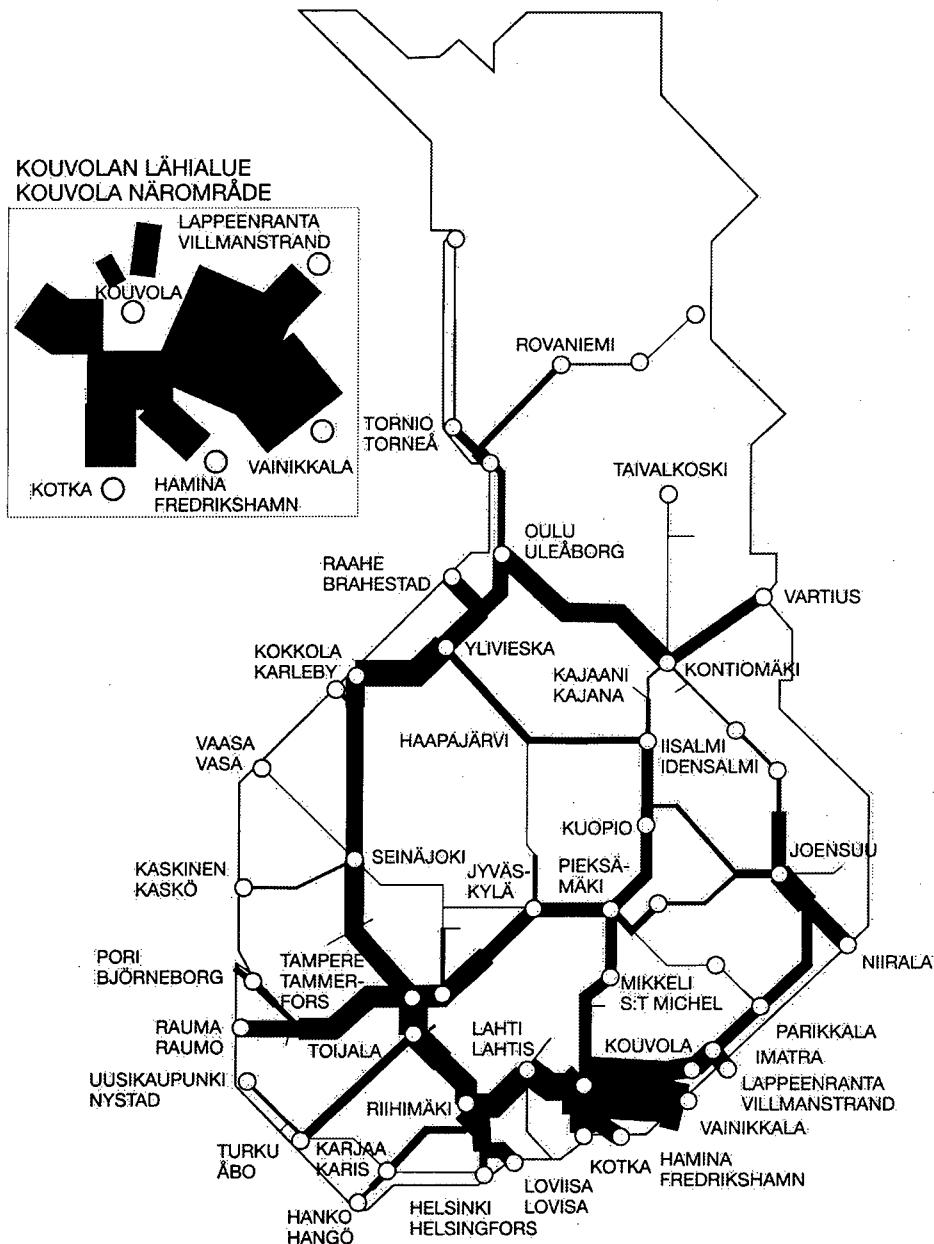 KOUVOLAN LÄHIALUE
KOUVOLA NÄROMRÅDE
LAPPEENRANTA
VILLMANSTRAND
KOUVOLA
VAINIKKALA
KOTKA
HAMINA
FREDRIKSHAMN
ROVANIEMI
TORNIO
TORNEÅ
TAIVALKOSKI
OULU
ULEÅBORG
RAAHE
BRAHESTAD
VARTIUS
YLIVIESKA
KOKKOLA
KARLEBY
KAJAANI
KAJANA
KONTIOMÄKI
HAAPAJÄRVI
IISALMI
IDENSALMI
VAASA
VASA
KUOPIO
SEINÄJOKI
JYVÄS-
KYLÄ
PIEKSÄ-
MÄKI
JOENSUU
KASKINEN
KASKÖ
NIIRALA
PORI
BJÖRNEBORG
TAMPERE
TAMMER-
FORS
MIKKELI
S:T MICHEL
RAUMA
RAUMO
TOIJALA
LAHTI
LAHTIS
KOUVOLA
PARIKKALA
IMATRA
LAPPEENRANTA
VILLMANSTRAND
UUSIKAUPUNKI
NYSTAD
RIIHIMÄKI
VAINIKKALA
TURKU
ÅBO
KARJAA
KARIS
KOTKA
HAMINA
FREDRIKSHAMN
LOVIISA
LOVISA
HELSINKI
HELSINGFORS
HANKO
HANGÖ